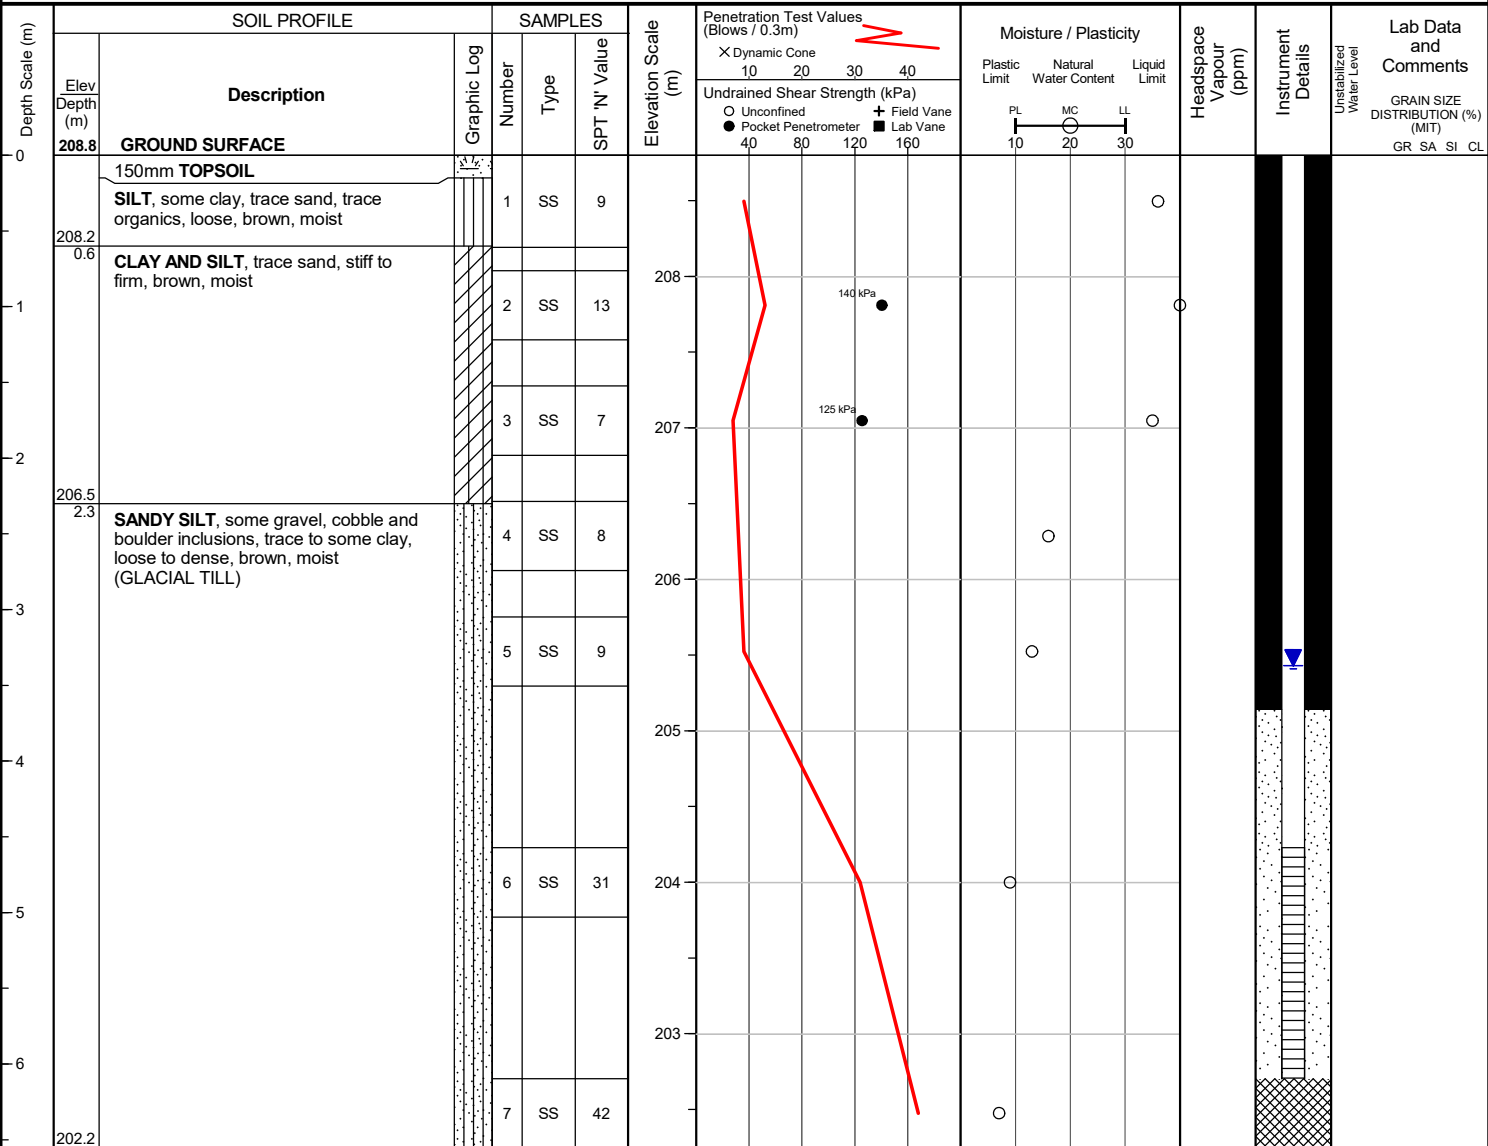 Depth Scale (m)
SOIL PROFILE
Elev
Depth
(m)
208.8
Description
GROUND SURFACE
Graphic Log
SAMPLES
Number
Type
SPT 'N' Value
Elevation Scale
(m)
Penetration Test Values
(Blows / 0.3m)
Dynamic Cone
10 20 30 40
Undrained Shear Strength (kPa)
Unconfined
Field Vane
Pocket Penetrometer
Lab Vane
40 80 120 160
Moisture / Plasticity
Plastic
Limit
Natural
Water Content
Liquid
Limit
PL MC LL
10 20 30
Headspace
Vapour
(ppm)
Instrument
Details
Unstabilized
Water Level
Lab Data
and
Comments
GRAIN SIZE
DISTRIBUTION (%)
(MIT)
GR SA SI CL
0
150mm TOPSOIL
SILT, some clay, trace sand, trace
organics, loose, brown, moist
1 SS 9
208.2
0.6
CLAY AND SILT, trace sand, stiff to
firm, brown, moist
208
1
2 SS 13
140 kPa
3 SS 7
125 kPa
207
2
206.5
2.3
SANDY SILT, some gravel, cobble and
boulder inclusions, trace to some clay,
loose to dense, brown, moist
(GLACIAL TILL)
4 SS 8
206
3
5 SS 9
205
4
6 SS 31
204
5
203
6
7 SS 42
202.2